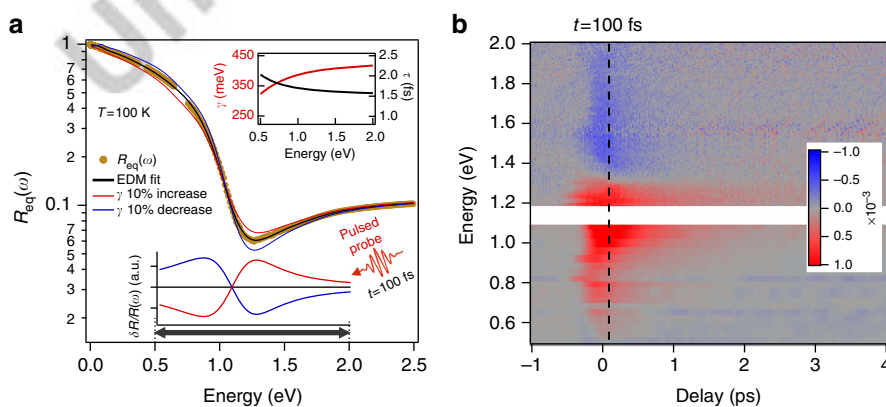 a
1
9
8
7
6
5
4
3
2
0.1
9
8
7
6
5
4
3
2
R_eq(ω)
T=100 K
R_eq(ω)
EDM fit
γ 10% increase
γ 10% decrease
450
350
250
γ (meV)
2.5
2.0
1.5
1.0
τ (fs)
0.5 1.0 1.5 2.0
Energy (eV)
Pulsed
probe
t=100 fs
δR/R(ω) (a.u.)
0.0 0.5 1.0 1.5 2.0 2.5
Energy (eV)
b
t=100 fs
2.0
1.8
1.6
1.4
1.2
1.0
0.8
0.6
Energy (eV)
−1.0
−0.5
0.0
0.5
1.0
×10⁻³
−1 0 1 2 3 4
Delay (ps)